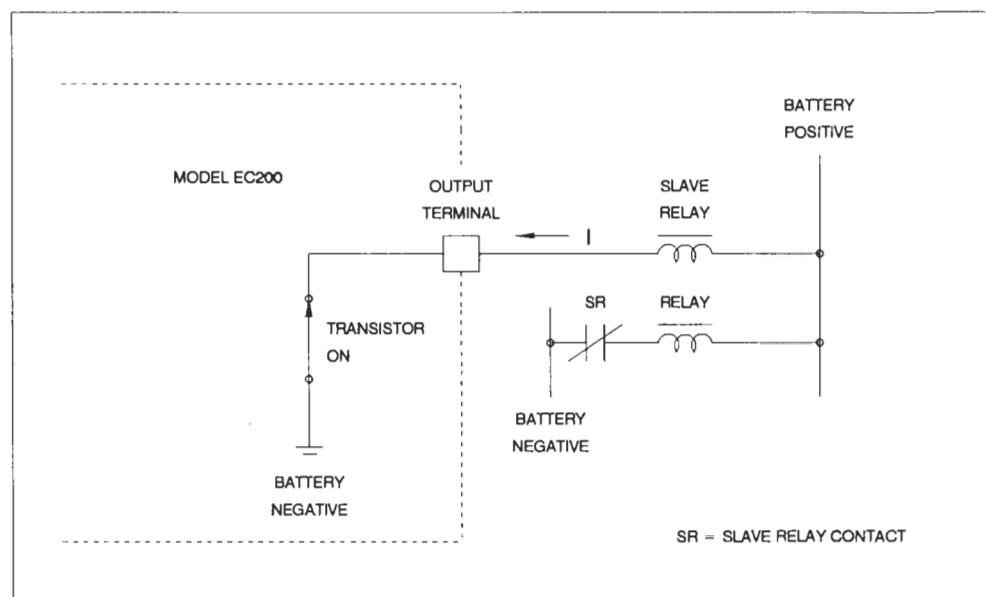 BATTERY
POSITIVE
MODEL EC200
OUTPUT
TERMINAL
SLAVE
RELAY
I
SR
RELAY
TRANSISTOR
ON
BATTERY
NEGATIVE
BATTERY
NEGATIVE
SR = SLAVE RELAY CONTACT